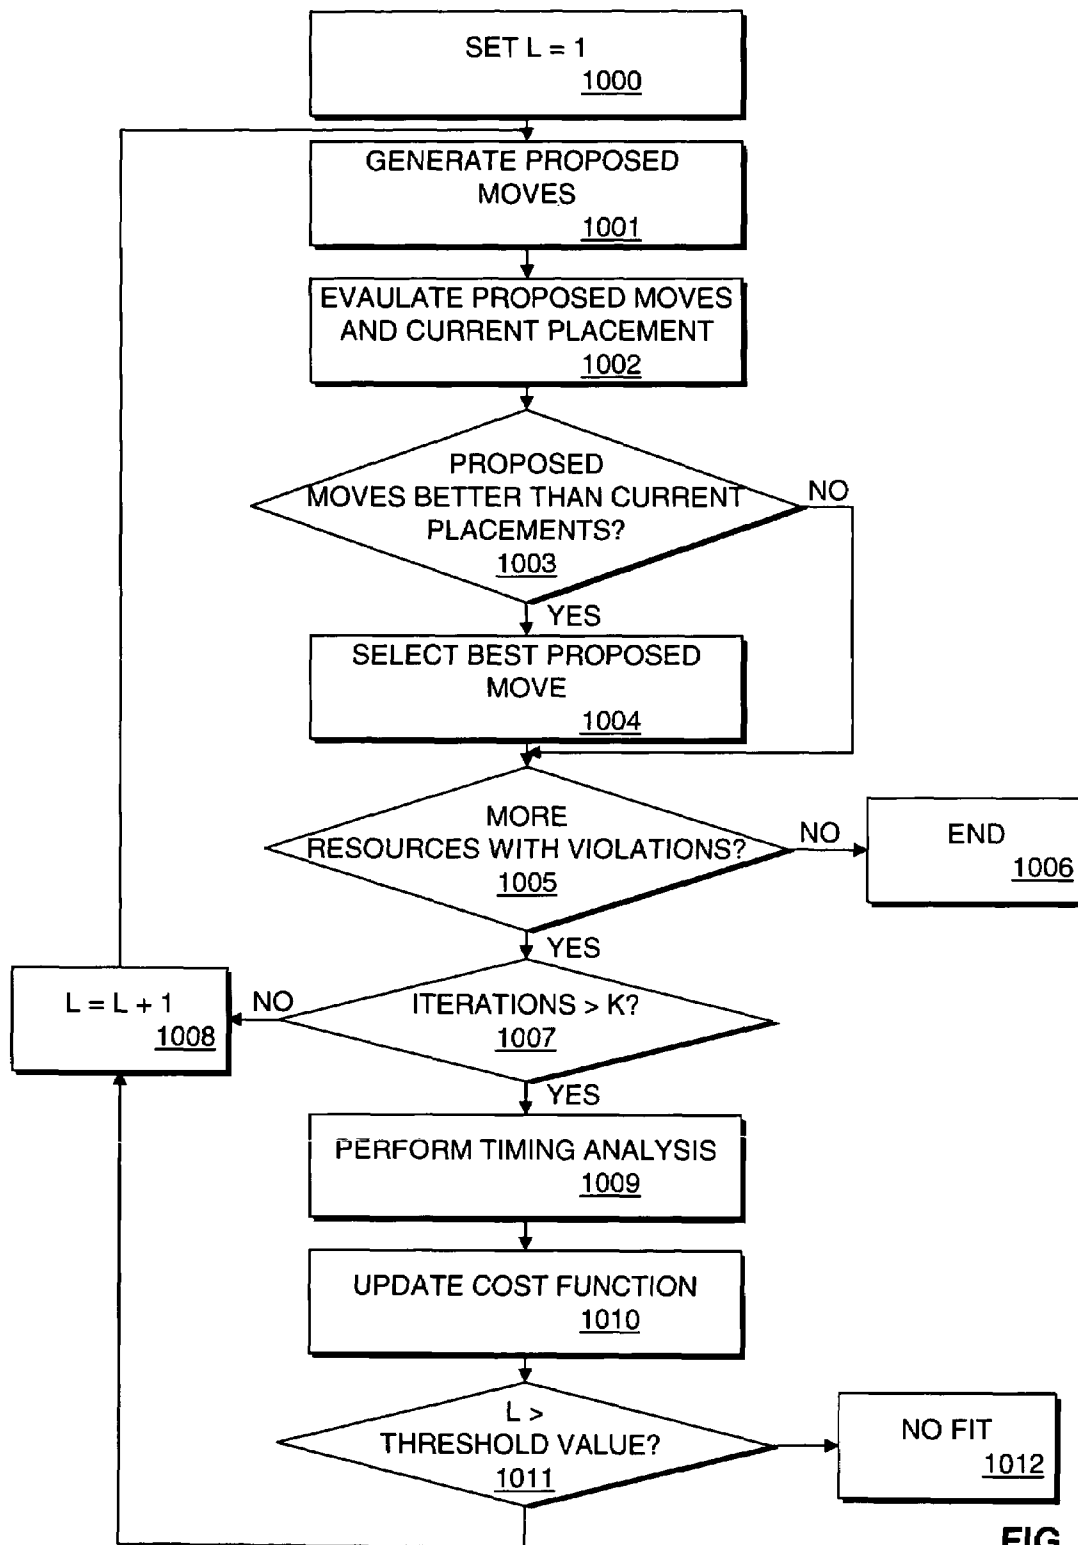 SET L = 1
1000
GENERATE PROPOSED
MOVES
1001
EVAULATE PROPOSED MOVES
AND CURRENT PLACEMENT
1002
PROPOSED
MOVES BETTER THAN CURRENT
PLACEMENTS?
1003
NO
YES
SELECT BEST PROPOSED
MOVE
1004
MORE
RESOURCES WITH VIOLATIONS?
1005
NO
END
1006
YES
L = L + 1
1008
NO
ITERATIONS > K?
1007
YES
PERFORM TIMING ANALYSIS
1009
UPDATE COST FUNCTION
1010
L >
THRESHOLD VALUE?
1011
NO FIT
1012
FIG